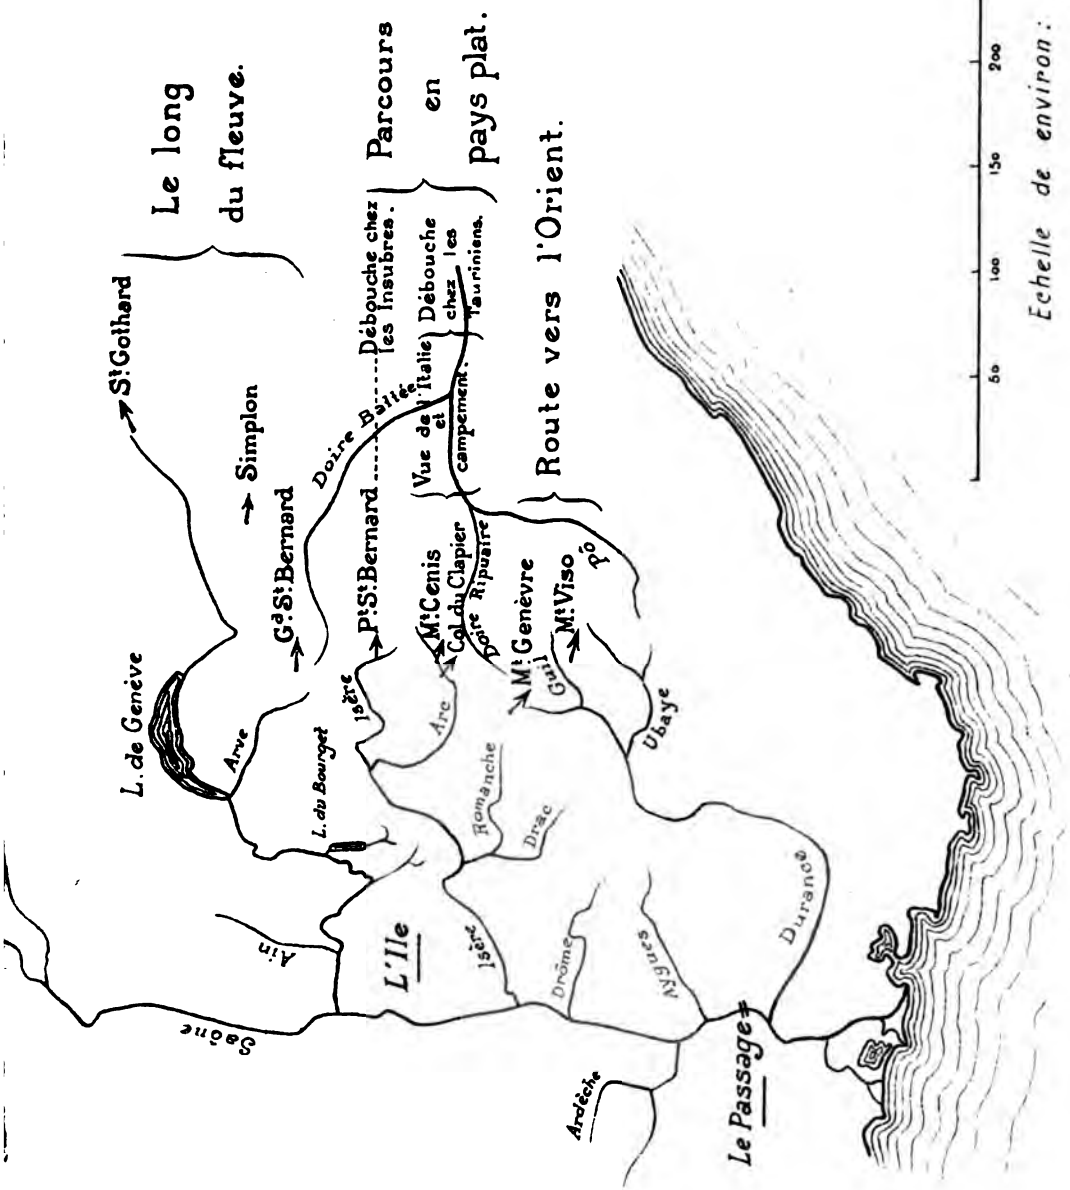 Le long
du fleuve.
Parcours
en
pays plat.
Route vers l'Orient.
St Gothard
Simplon
Gd St Bernard
Pt St Bernard
Débouche chez
les Insubres.
Débouche
chez les
Tauriniens.
Vue de l'Italie
et
campement.
Mt Cenis
Col du Clapier
Doire Ripuaire
Doire Baltée
Mt Genèvre
Mt Viso
Pô
Guil
Ubaye
L. de Genève
Arve
L. du Bourget
Isère
Arc
Romanche
Drac
Ain
L'Ile
Isère
Drôme
Aygues
Durance
Saône
Ardèche
Le Passage
50 100 150 200
Echelle de environ :